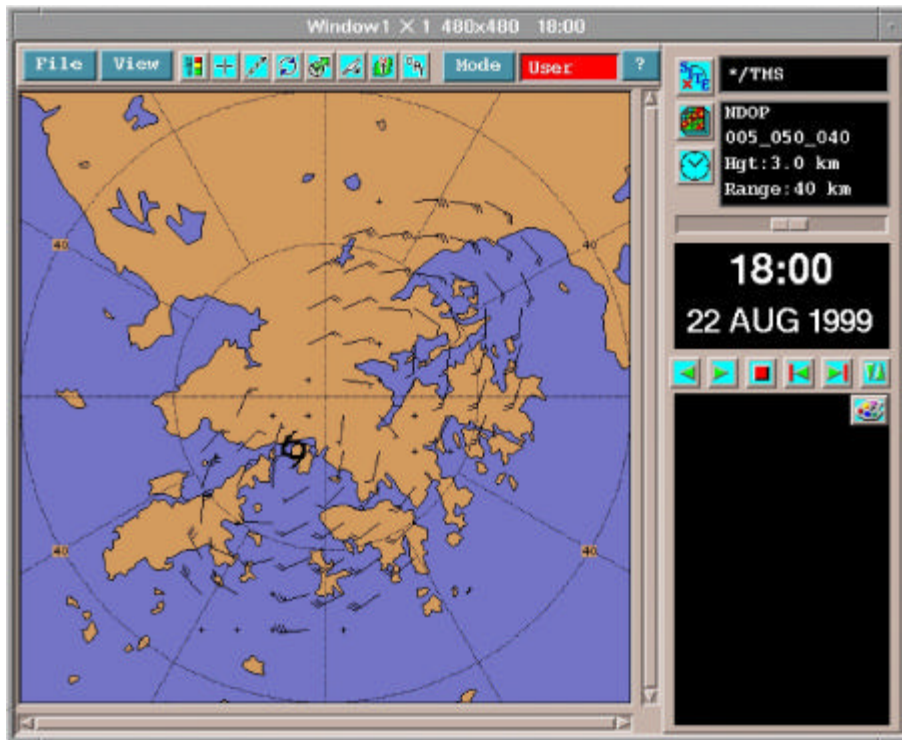 Window1 X 1 480x480 18:00
File View Mode User ?
SITE */TMS
NDOP
005_050_040
Hgt:3.0 km
Range:40 km
40 40
18:00
22 AUG 1999
40 40